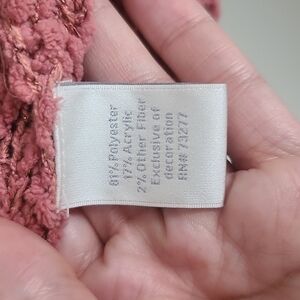 81% Polyester
17% Acrylic
2% Other Fiber
Exclusive of
decoration
RN# 73277